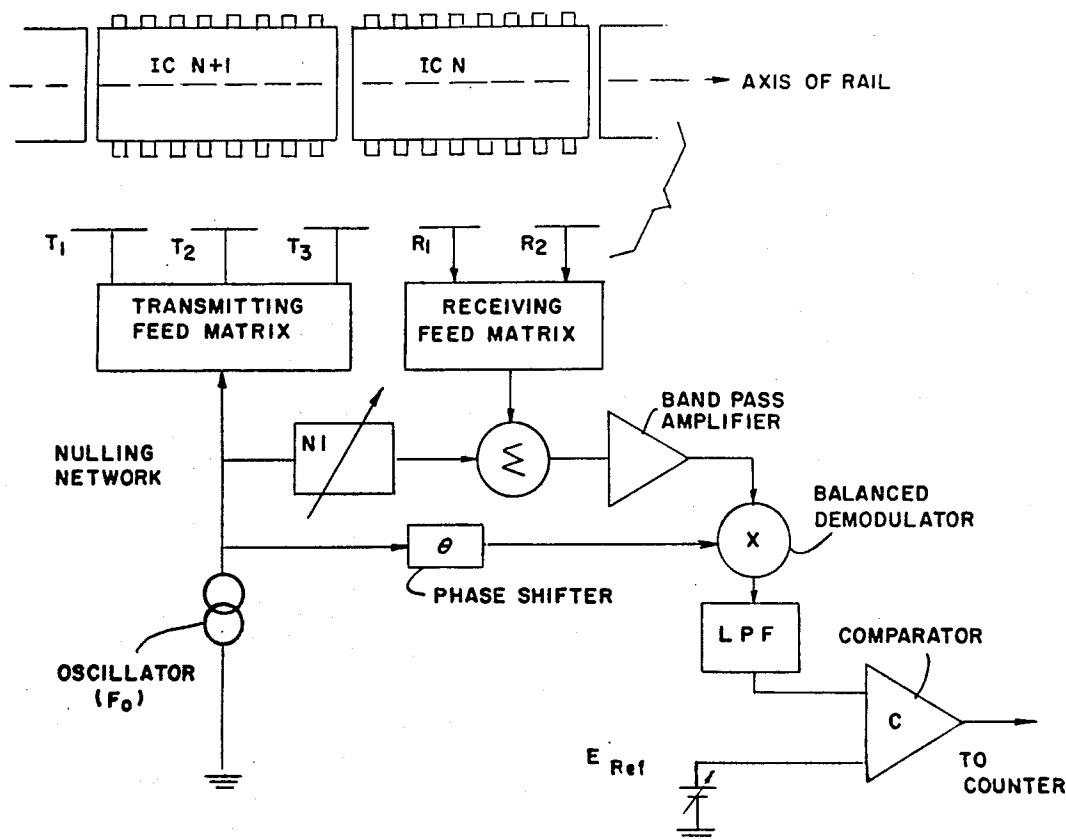 IC N+1
IC N
AXIS OF RAIL
T1
T2
T3
R1
R2
TRANSMITTING
FEED MATRIX
RECEIVING
FEED MATRIX
BAND PASS
AMPLIFIER
NULLING
NETWORK
N1
Σ
BALANCED
DEMODULATOR
X
θ
PHASE SHIFTER
LPF
COMPARATOR
OSCILLATOR
(F0)
C
E Ref
TO
COUNTER